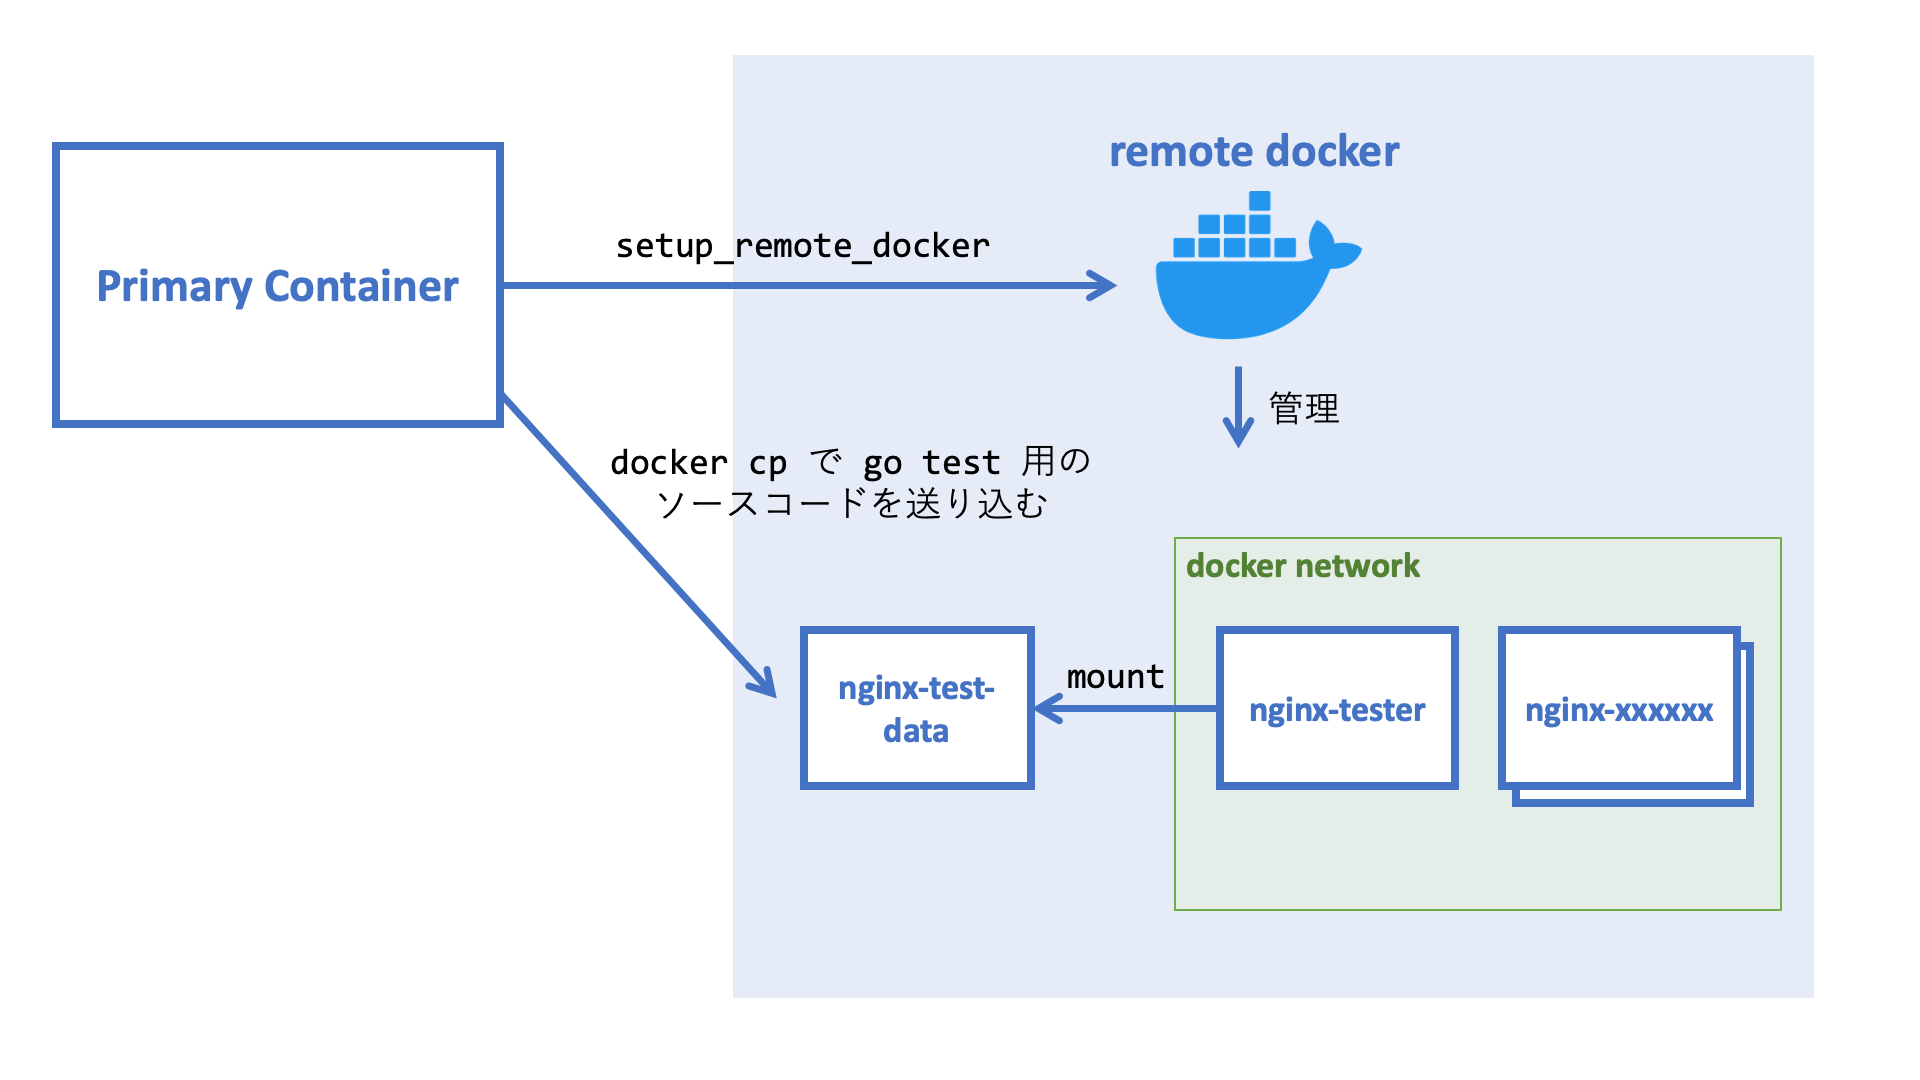 remote docker
Primary Container
setup_remote_docker
管理
docker cp で go test 用の
ソースコードを送り込む
docker network
mount
nginx-test-
data
nginx-tester
nginx-xxxxxx